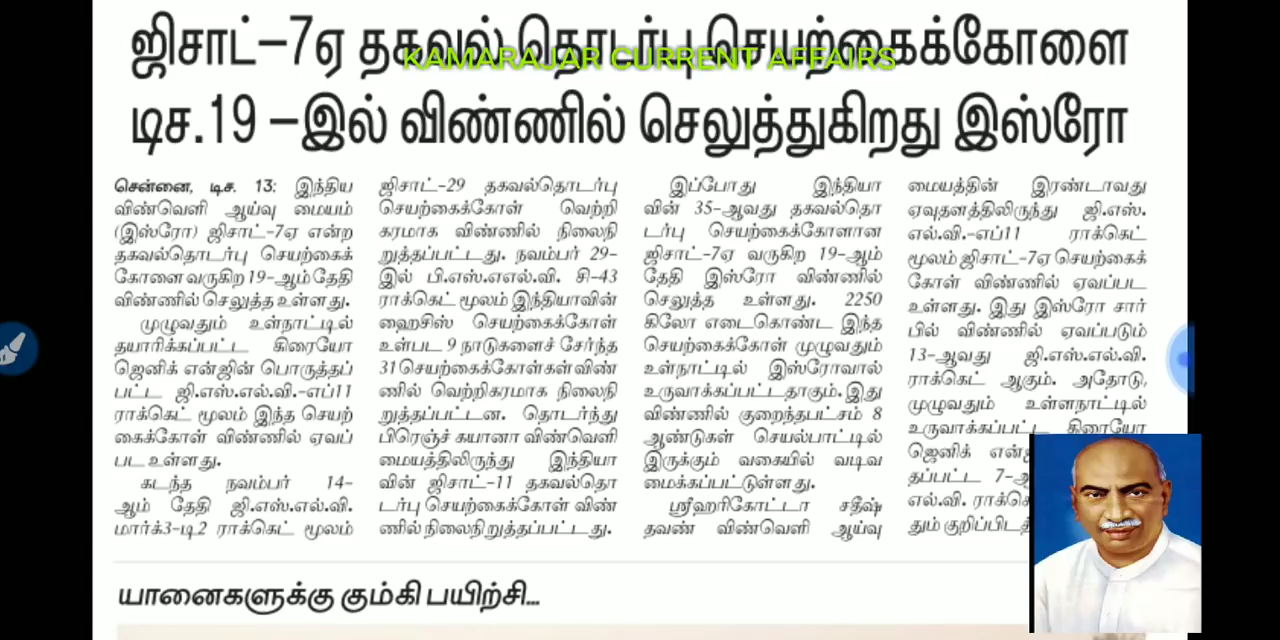 ஜிசாட்–7ஏ தகவல் தொடர்பு செயற்கைக்கோளை
KAMARAJAR CURRENT AFFAIRS
டிச.19 –இல் விண்ணில் செலுத்துகிறது இஸ்ரோ
சென்னை, டிச. 13: இந்திய
விண்வெளி ஆய்வு மையம்
(இஸ்ரோ) ஜிசாட்-7ஏ என்ற
தகவல்தொடர்பு செயற்கைக்
கோளை வருகிற 19-ஆம் தேதி
விண்ணில் செலுத்த உள்ளது.
முழுவதும் உள்நாட்டில்
தயாரிக்கப்பட்ட கிரையோ
ஜெனிக் என்ஜின் பொருத்தப்
பட்ட ஜி.எஸ்.எல்.வி.-எப்11
ராக்கெட் மூலம் இந்த செயற்
கைக்கோள் விண்ணில் ஏவப்
பட உள்ளது.
கடந்த நவம்பர் 14-
ஆம் தேதி ஜி.எஸ்.எல்.வி.
மார்க்3-டி2 ராக்கெட் மூலம்
ஜிசாட்-29 தகவல்தொடர்பு
செயற்கைக்கோள் வெற்றி
கரமாக விண்ணில் நிலைநி
றுத்தப்பட்டது. நவம்பர் 29-
இல் பி.எஸ்.எஎல்.வி. சி-43
ராக்கெட் மூலம் இந்தியாவின்
ஹைசிஸ் செயற்கைக்கோள்
உள்பட 9 நாடுகளைச் சேர்ந்த
31 செயற்கைக்கோள்கள் விண்
ணில் வெற்றிகரமாக நிலைநி
றுத்தப்பட்டன. தொடர்ந்து
பிரெஞ்ச் கயானா விண்வெளி
மையத்திலிருந்து இந்தியா
வின் ஜிசாட்-11 தகவல்தொ
டர்பு செயற்கைக்கோள் விண்
ணில் நிலைநிறுத்தப்பட்டது.
இப்போது இந்தியா
வின் 35-ஆவது தகவல்தொ
டர்பு செயற்கைக்கோளான
ஜிசாட்-7ஏ வருகிற 19-ஆம்
தேதி இஸ்ரோ விண்ணில்
செலுத்த உள்ளது. 2250
கிலோ எடைகொண்ட இந்த
செயற்கைக்கோள் முழுவதும்
உள்நாட்டில் இஸ்ரோவால்
உருவாக்கப்பட்டதாகும். இது
விண்ணில் குறைந்தபட்சம் 8
ஆண்டுகள் செயல்பாட்டில்
இருக்கும் வகையில் வடிவ
மைக்கப்பட்டுள்ளது.
ஸ்ரீஹரிகோட்டா சதீஷ்
தவண் விண்வெளி ஆய்வு
மையத்தின் இரண்டாவது
ஏவுதளத்திலிருந்து ஜி.எஸ்.
எல்.வி.-எப்11 ராக்கெட்
மூலம் ஜிசாட்-7ஏ செயற்கைக்
கோள் விண்ணில் ஏவப்பட
உள்ளது. இது இஸ்ரோ சார்
பில் விண்ணில் ஏவப்படும்
13-ஆவது ஜி.எஸ்.எல்.வி.
ராக்கெட் ஆகும். அதோடு,
முழுவதும் உள்ளநாட்டில்
உருவாக்கப்பட்ட கிரையோ
ஜெனிக்
தப்பட்ட 7-ஆ
எல்.வி.
தும்
யானைகளுக்கு கும்கி பயிற்சி...